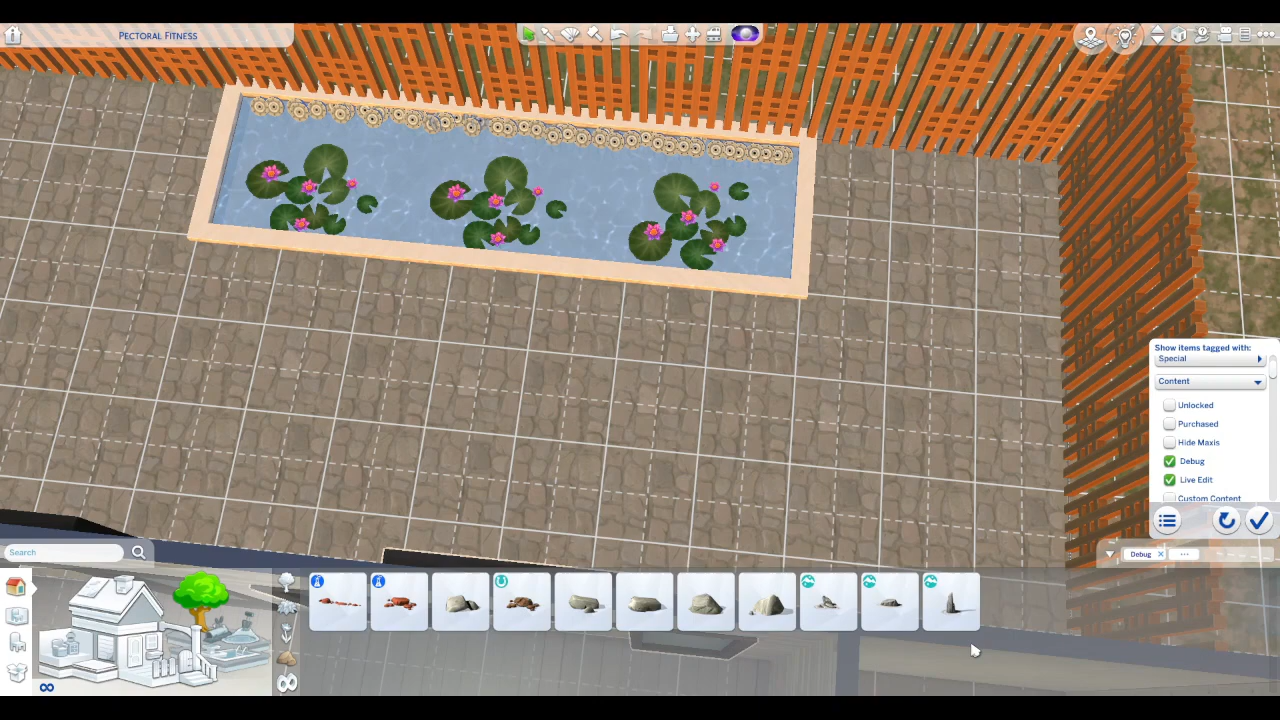 PECTORAL FITNESS
Show items tagged with:
Special
Content
Unlocked
Purchased
Hide Maxis
Debug
Live Edit
Custom Content
Search
Debug